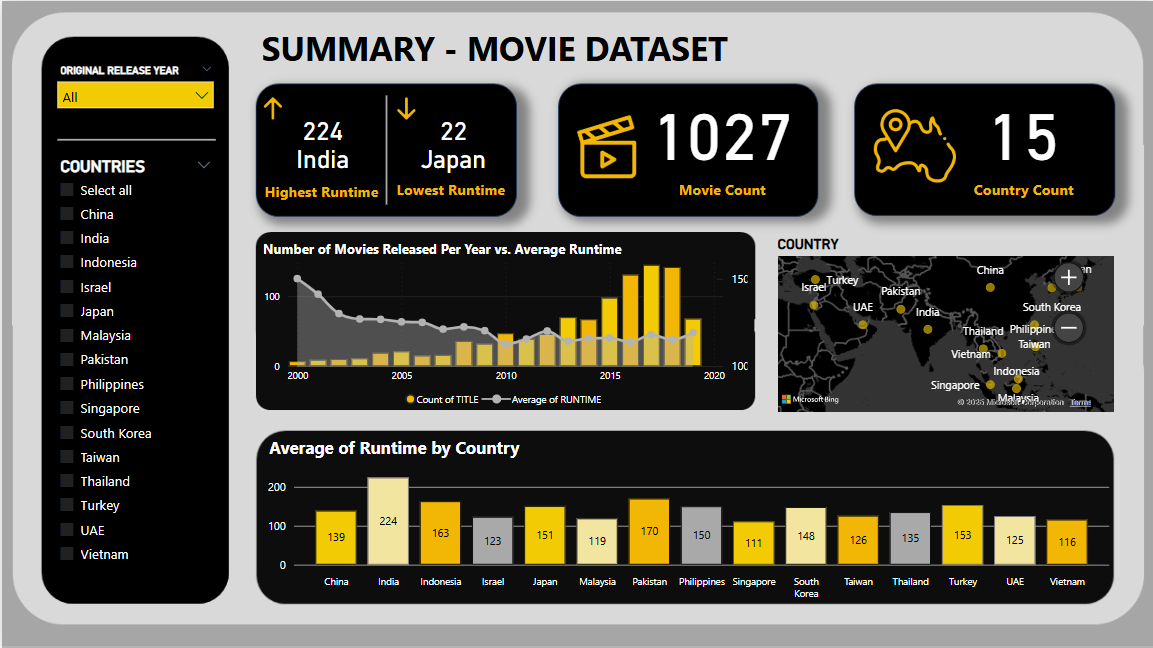 SUMMARY - MOVIE DATASET
ORIGINAL RELEASE YEAR
All
COUNTRIES
Select all
China
India
Indonesia
Israel
Japan
Malaysia
Pakistan
Philippines
Singapore
South Korea
Taiwan
Thailand
Turkey
UAE
Vietnam
224
India
Highest Runtime
22
Japan
Lowest Runtime
1027
Movie Count
15
Country Count
Number of Movies Released Per Year vs. Average Runtime
100
0
150
100
2000
2005
2010
2015
2020
Count of TITLE
Average of RUNTIME
COUNTRY
China
an
Israel
Turkey
Pakistan
UAE
India
South Korea
Thailand
Philippine
Taiwan
Vietnam
Indonesia
Singapore
Malaysia
Microsoft Bing
© 2025 Microsoft Corporation
Terms
Average of Runtime by Country
200
100
0
139
224
163
123
151
119
170
150
111
148
126
135
153
125
116
China
India
Indonesia
Israel
Japan
Malaysia
Pakistan
Philippines
Singapore
South
Korea
Taiwan
Thailand
Turkey
UAE
Vietnam